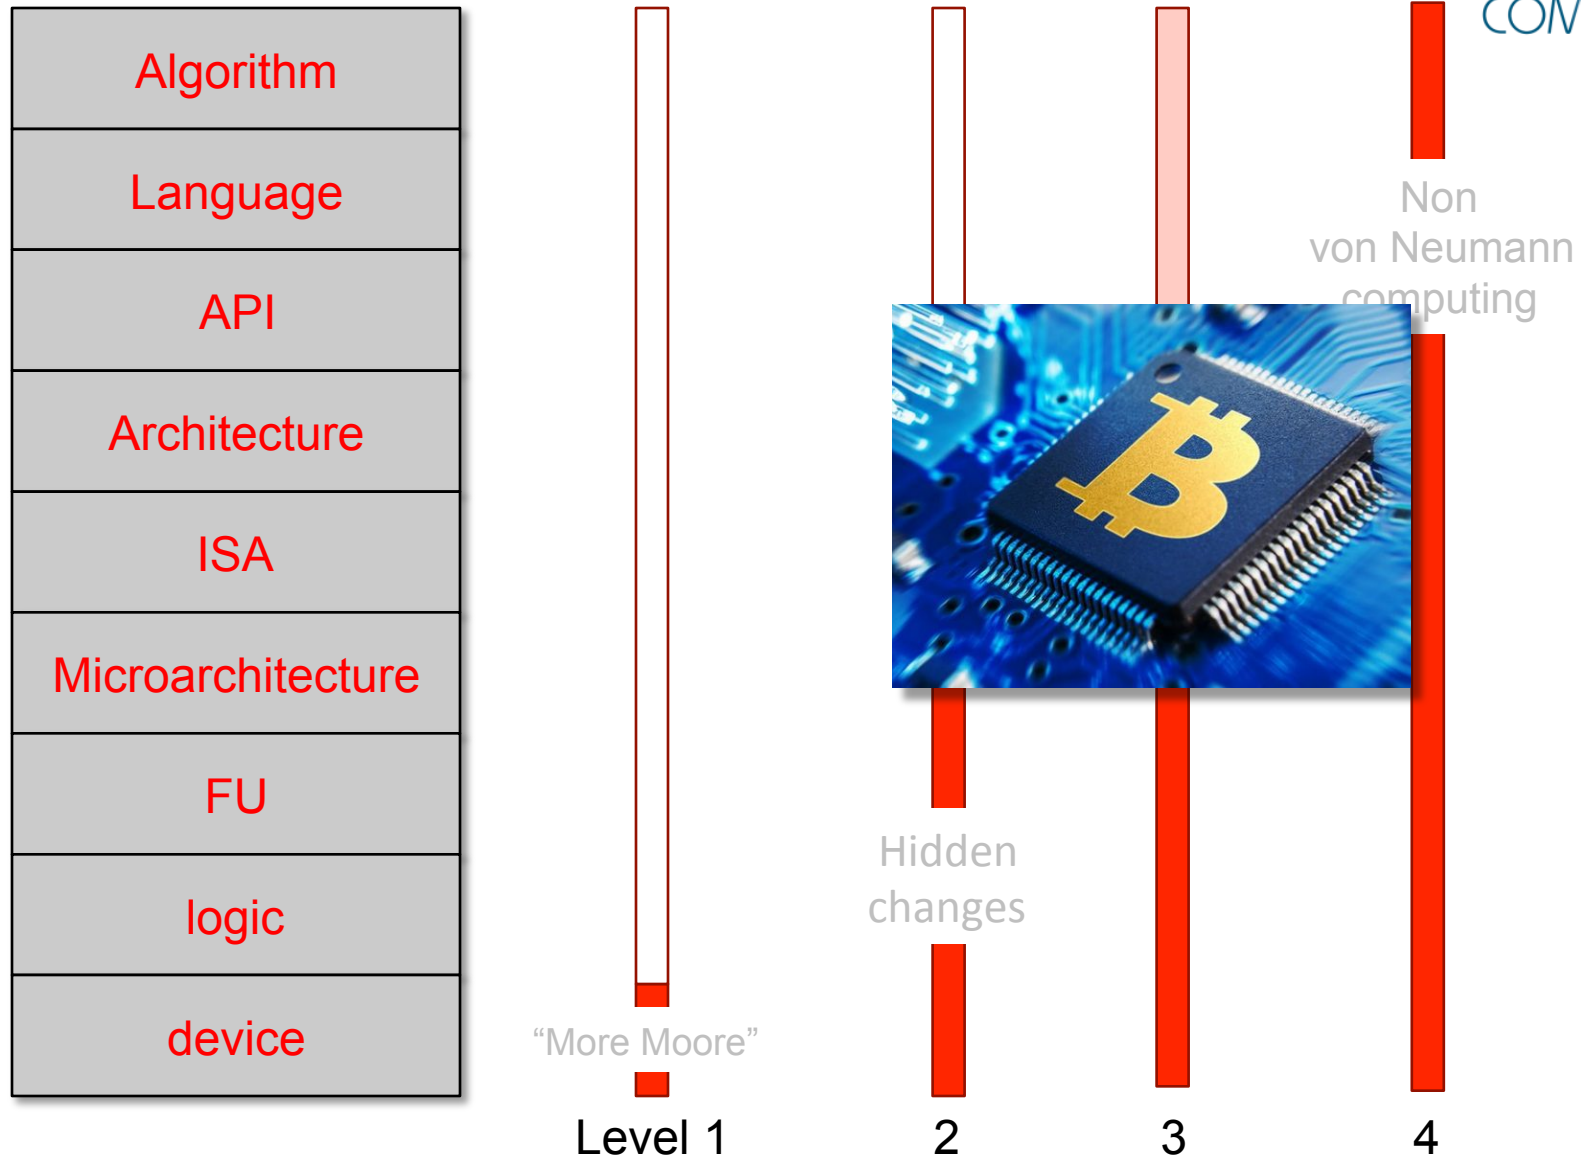 Algorithm
Language
API
Architecture
ISA
Microarchitecture
FU
logic
device
“More Moore”
Hidden
changes
Non
von Neumann
computing
Level 1
2
3
4